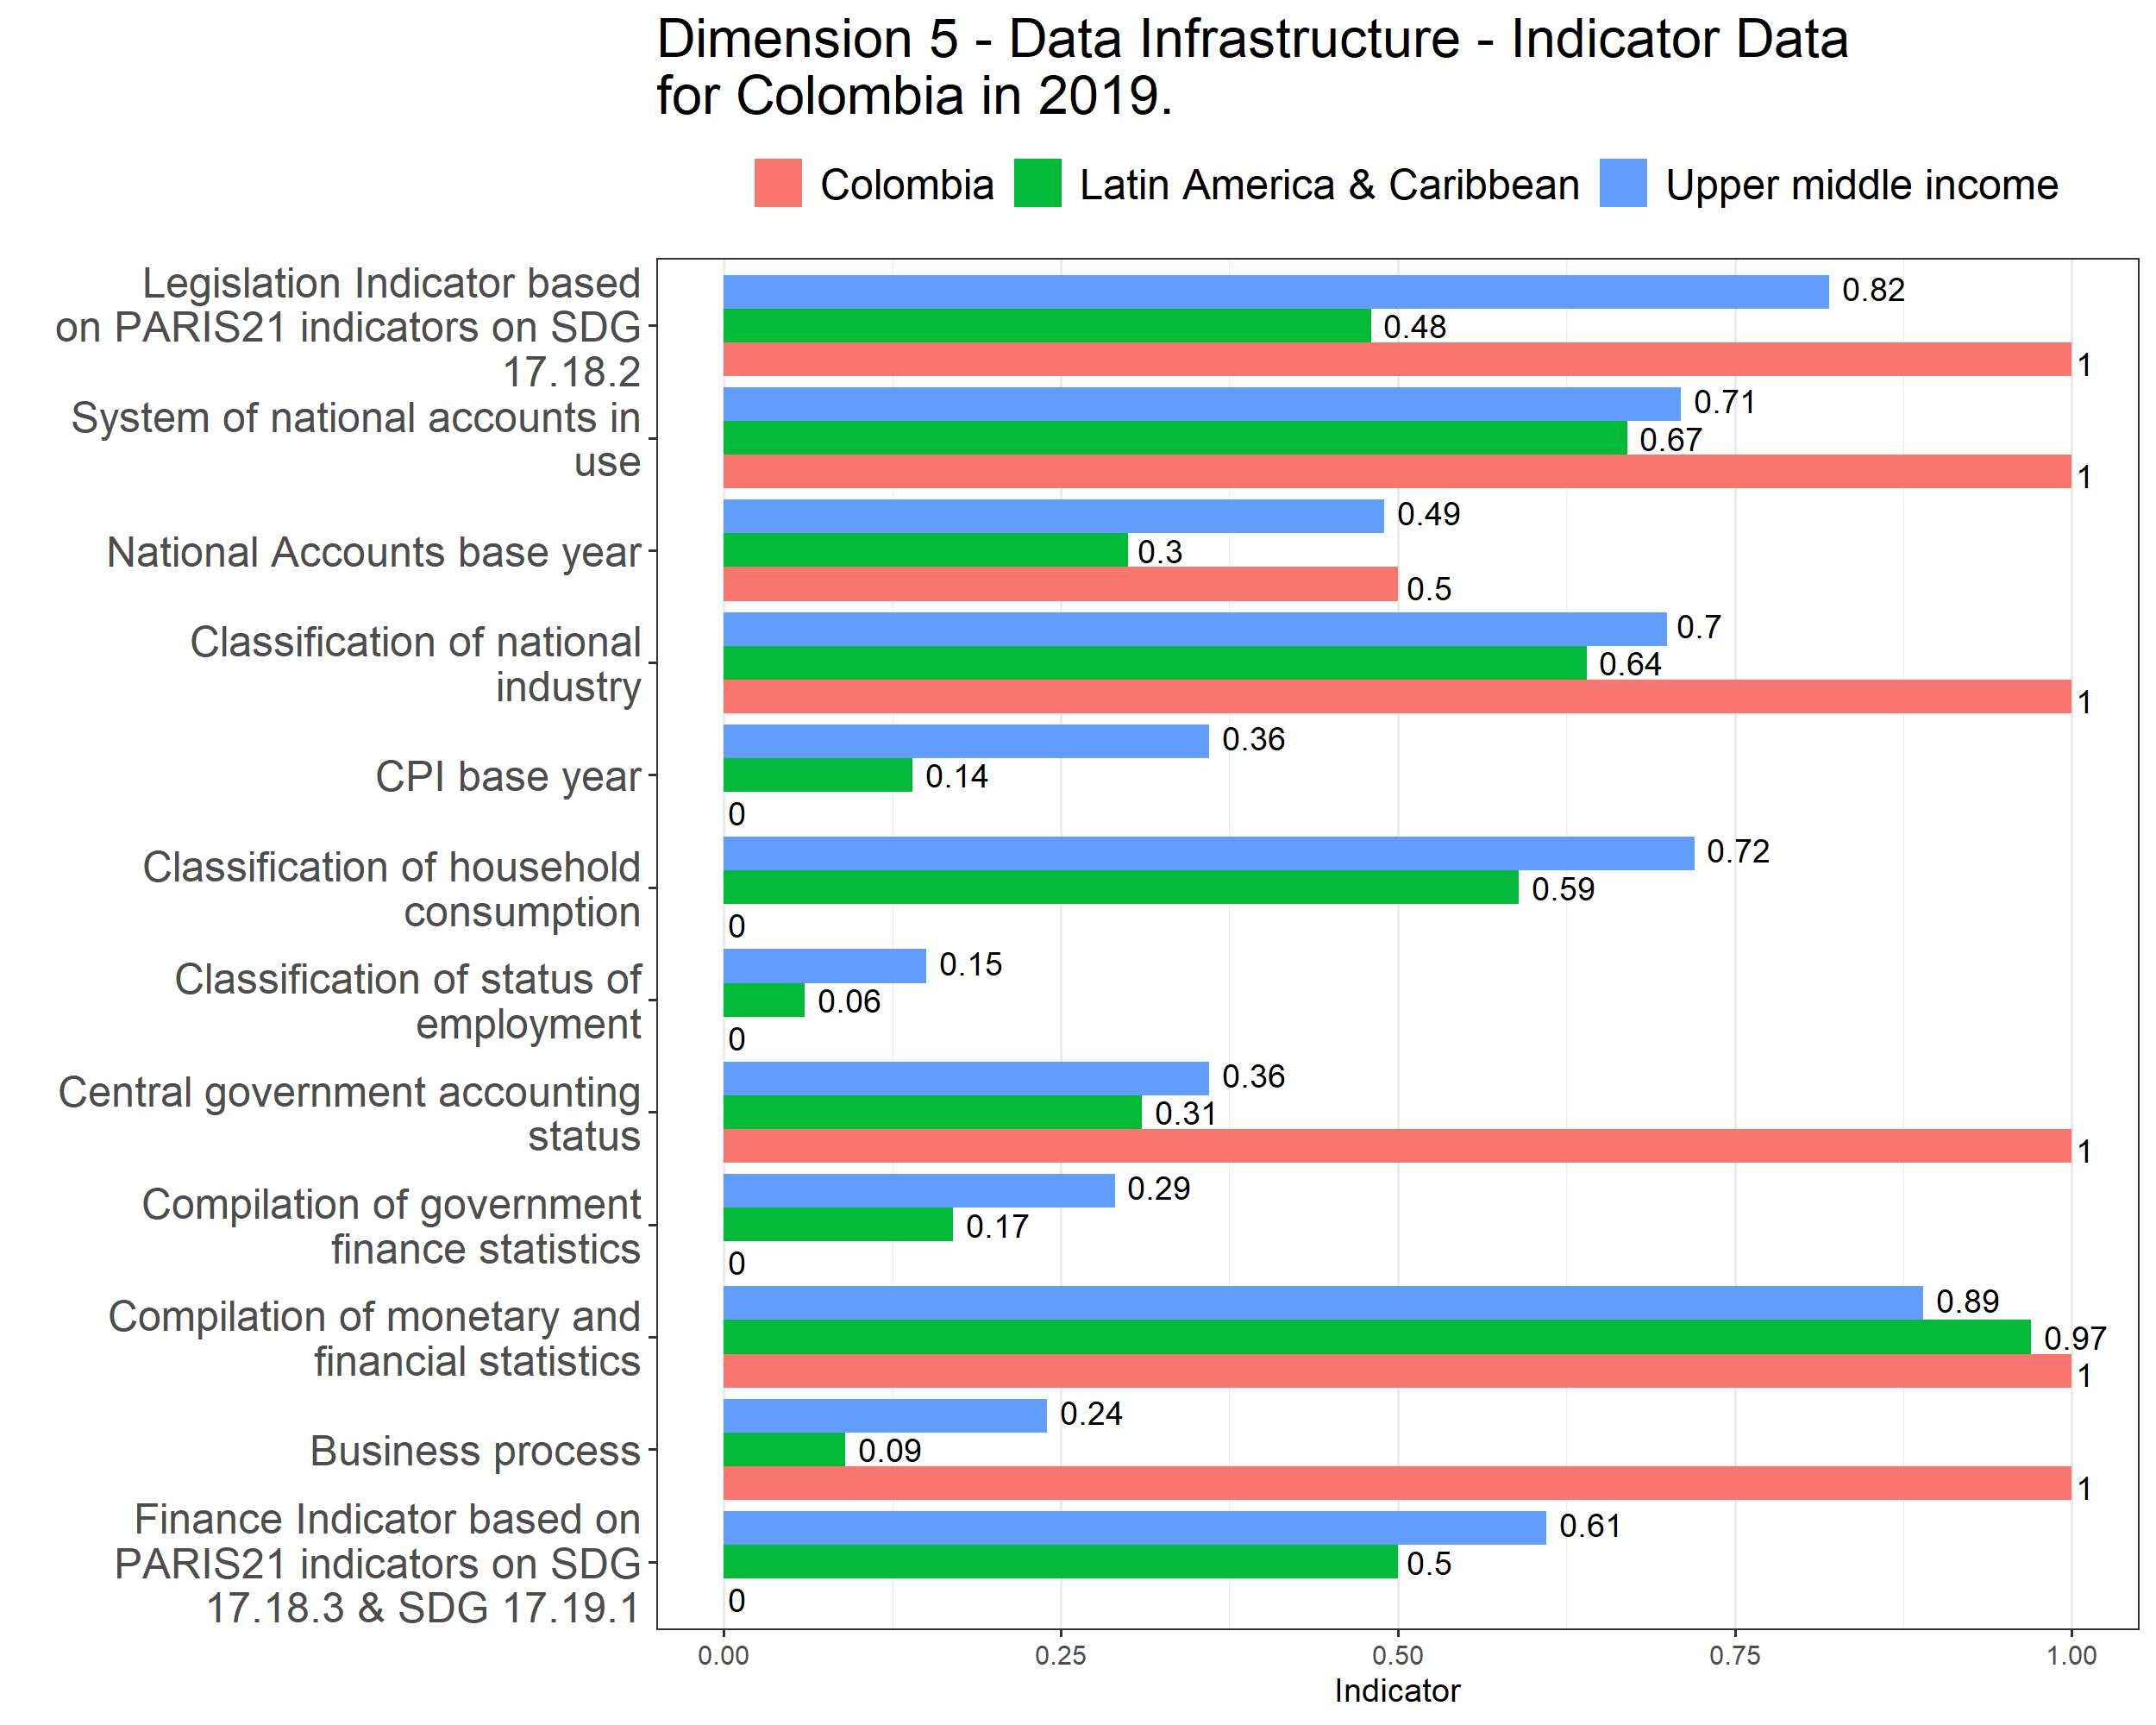 Dimension 5 - Data Infrastructure - Indicator Data
for Colombia in 2019.
Colombia Latin America & Caribbean Upper middle income
Legislation Indicator based
on PARIS21 indicators on SDG
17.18.2
0.82
0.48
1
System of national accounts in
use
0.71
0.67
1
National Accounts base year
0.49
0.3
0.5
Classification of national
industry
0.7
0.64
1
CPI base year
0.36
0.14
0
Classification of household
consumption
0.72
0.59
0
Classification of status of
employment
0.15
0.06
0
Central government accounting
status
0.36
0.31
1
Compilation of government
finance statistics
0.29
0.17
0
Compilation of monetary and
financial statistics
0.89
0.97
1
Business process
0.24
0.09
1
Finance Indicator based on
PARIS21 indicators on SDG
17.18.3 & SDG 17.19.1
0.61
0.5
0
0.00 0.25 0.50 0.75 1.00
Indicator